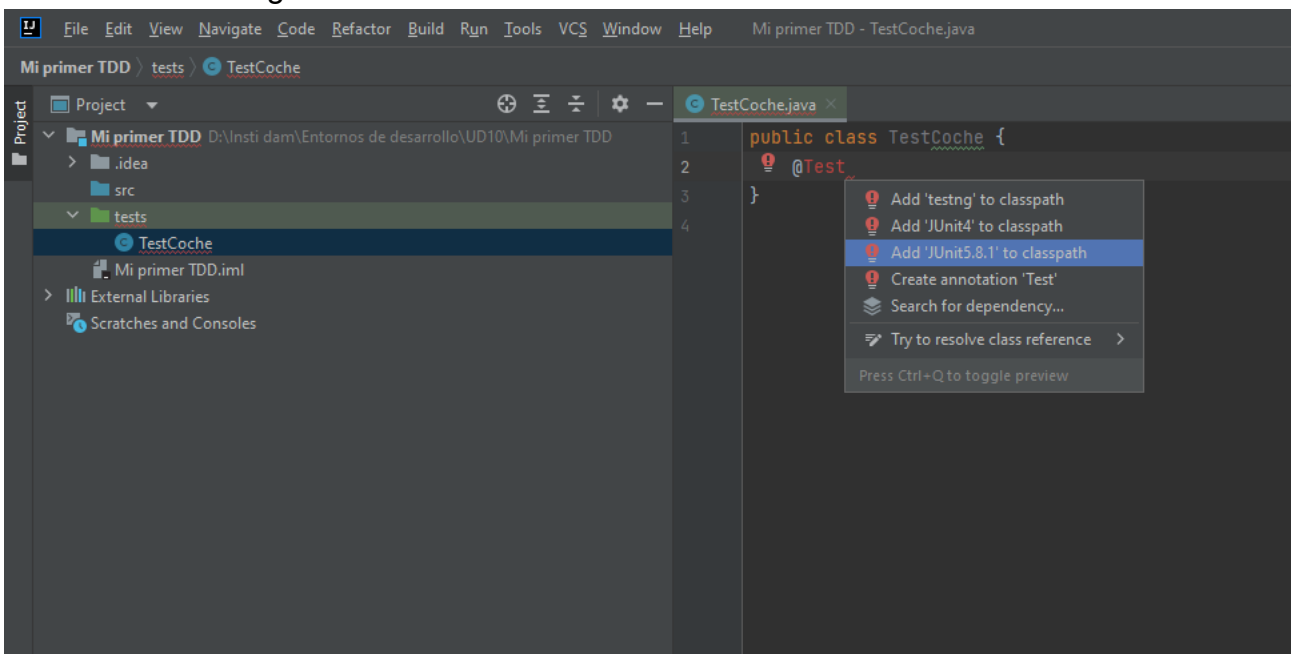 File Edit View Navigate Code Refactor Build Run Tools VCS Window Help Mi primer TDD - TestCoche.java
Mi primer TDD tests TestCoche
Project
Project
Mi primer TDD D:\Insti dam\Entornos de desarrollo\UD10\Mi primer TDD
.idea
src
tests
TestCoche
Mi primer TDD.iml
External Libraries
Scratches and Consoles
TestCoche.java
1 public class TestCoche {
2 @Test
3 }
4
Add 'testng' to classpath
Add 'JUnit4' to classpath
Add 'JUnit5.8.1' to classpath
Create annotation 'Test'
Search for dependency...
Try to resolve class reference
Press Ctrl+Q to toggle preview